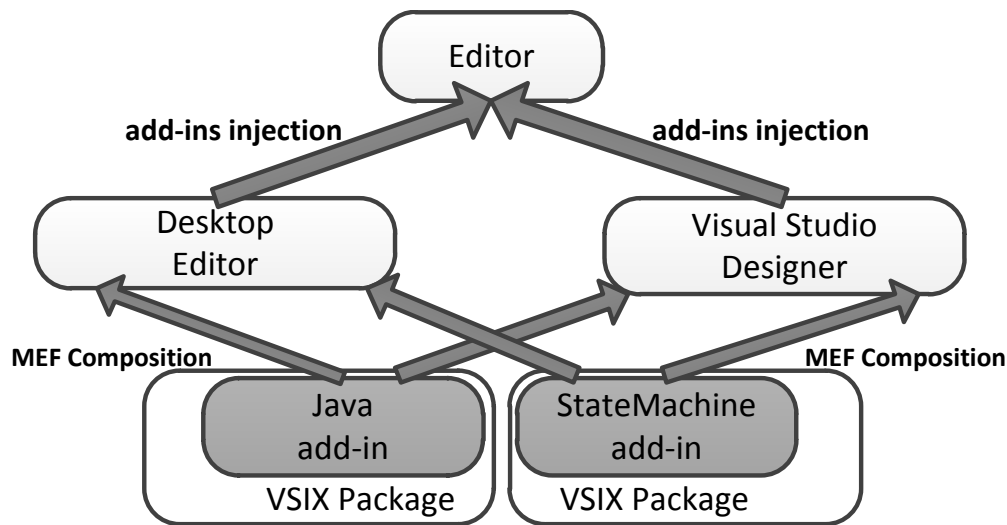 Editor
add-ins injection
add-ins injection
Desktop
Editor
Visual Studio
Designer
MEF Composition
MEF Composition
Java
add-in
VSIX Package
StateMachine
add-in
VSIX Package